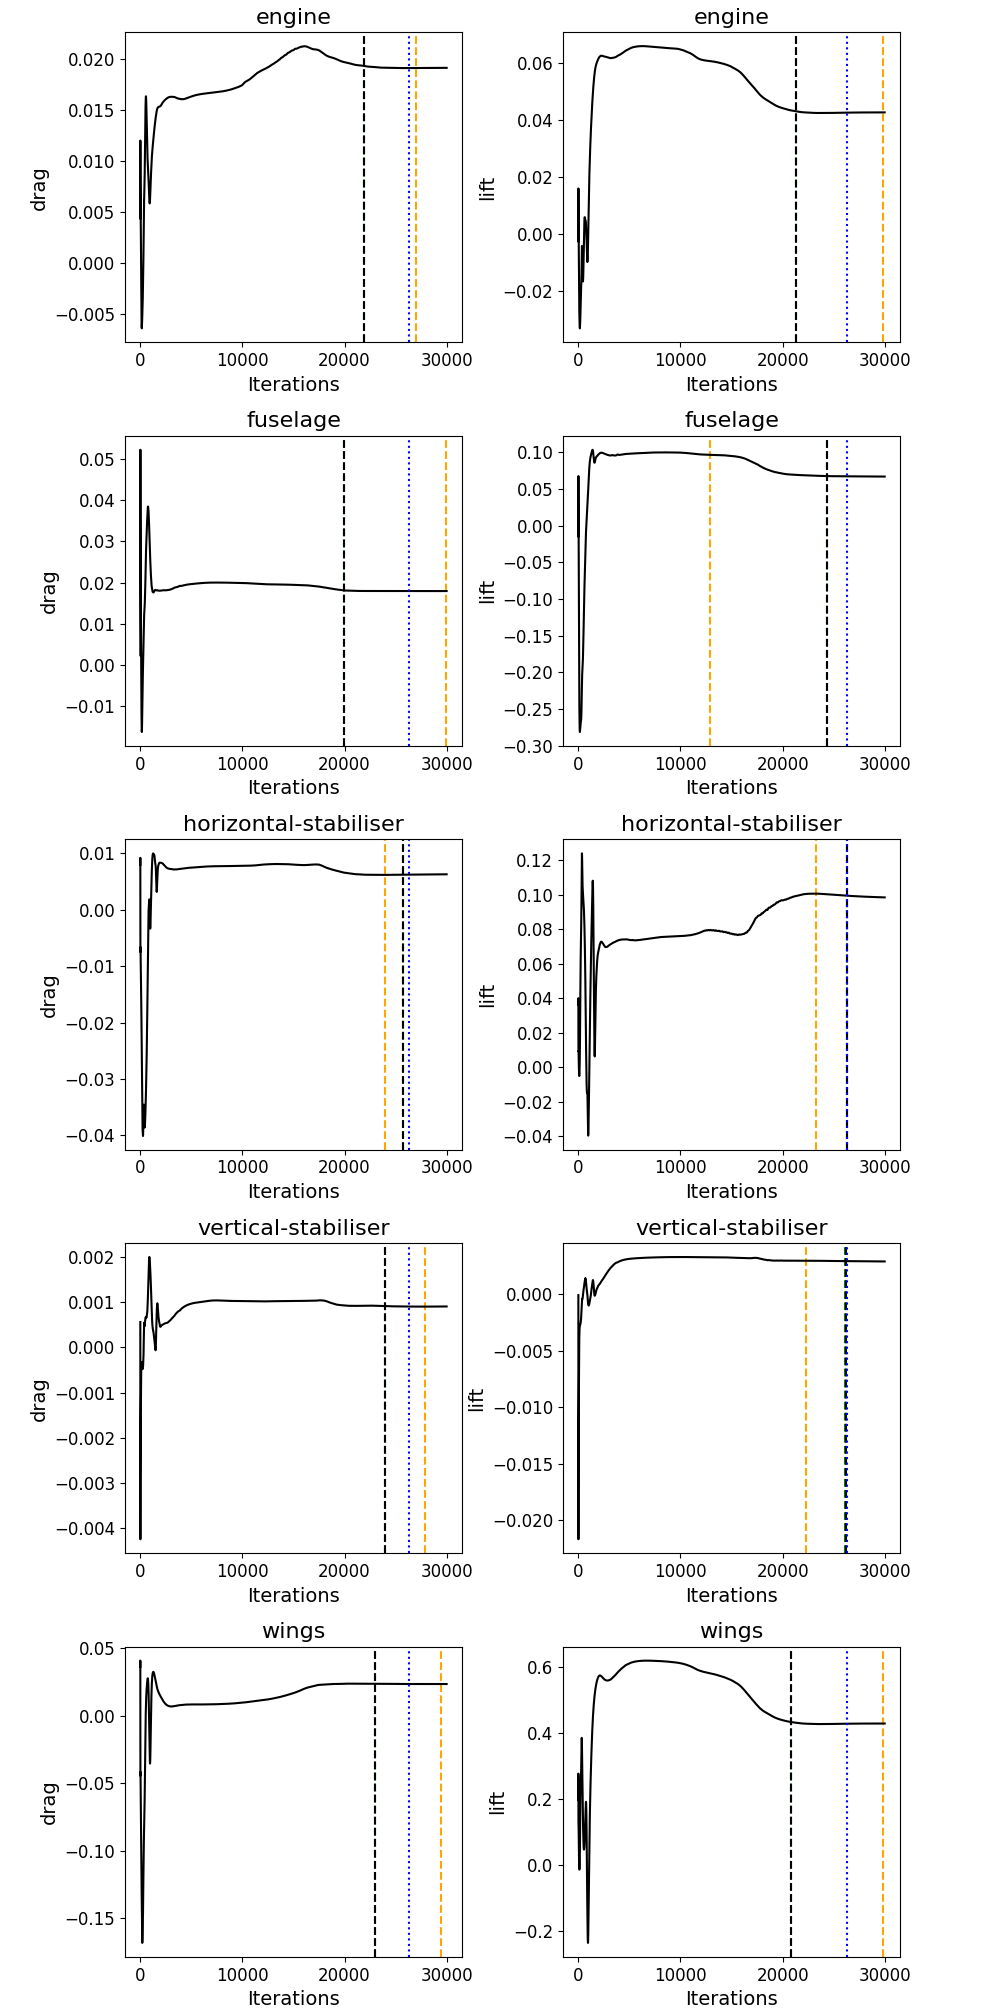 engine
0.020
0.015
0.010
0.005
0.000
−0.005
drag
0 10000 20000 30000
Iterations
engine
0.06
0.04
0.02
0.00
−0.02
lift
0 10000 20000 30000
Iterations
fuselage
0.05
0.04
0.03
0.02
0.01
0.00
−0.01
drag
0 10000 20000 30000
Iterations
fuselage
0.10
0.05
0.00
−0.05
−0.10
−0.15
−0.20
−0.25
−0.30
lift
0 10000 20000 30000
Iterations
horizontal-stabiliser
0.01
0.00
−0.01
−0.02
−0.03
−0.04
drag
0 10000 20000 30000
Iterations
horizontal-stabiliser
0.12
0.10
0.08
0.06
0.04
0.02
0.00
−0.02
−0.04
lift
0 10000 20000 30000
Iterations
vertical-stabiliser
0.002
0.001
0.000
−0.001
−0.002
−0.003
−0.004
drag
0 10000 20000 30000
Iterations
vertical-stabiliser
0.000
−0.005
−0.010
−0.015
−0.020
lift
0 10000 20000 30000
Iterations
wings
0.05
0.00
−0.05
−0.10
−0.15
drag
0 10000 20000 30000
Iterations
wings
0.6
0.4
0.2
0.0
−0.2
lift
0 10000 20000 30000
Iterations